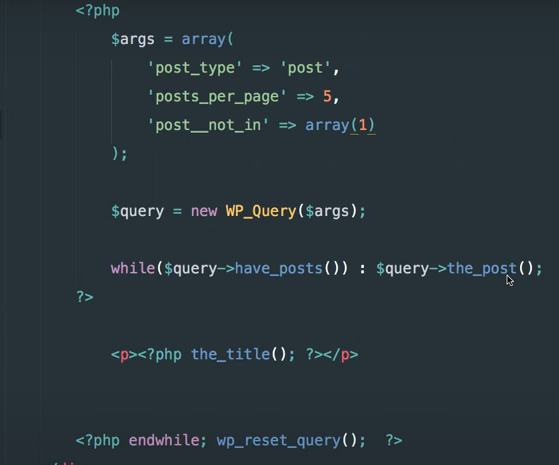 <?php
$args = array(
'post_type' => 'post',
'posts_per_page' => 5,
'post__not_in' => array(1)
);
$query = new WP_Query($args);
while($query->have_posts()) : $query->the_post();
?>
<p><?php the_title(); ?></p>
<?php endwhile; wp_reset_query();  ?>